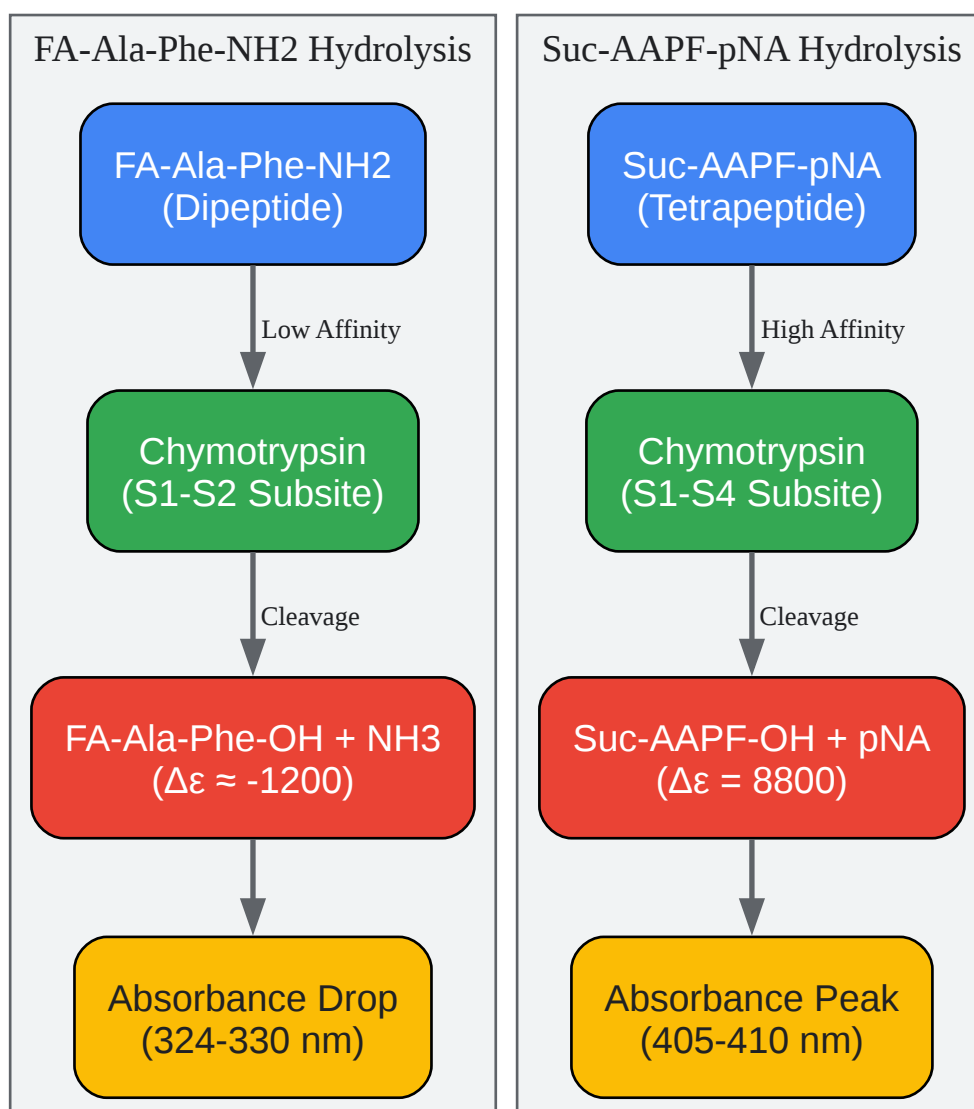 FA-Ala-Phe-NH2 Hydrolysis
FA-Ala-Phe-NH2
(Dipeptide)
Low Affinity
Chymotrypsin
(S1-S2 Subsite)
Cleavage
FA-Ala-Phe-OH + NH3
(Δε ≈ -1200)
Absorbance Drop
(324-330 nm)
Suc-AAPF-pNA Hydrolysis
Suc-AAPF-pNA
(Tetrapeptide)
High Affinity
Chymotrypsin
(S1-S4 Subsite)
Cleavage
Suc-AAPF-OH + pNA
(Δε = 8800)
Absorbance Peak
(405-410 nm)